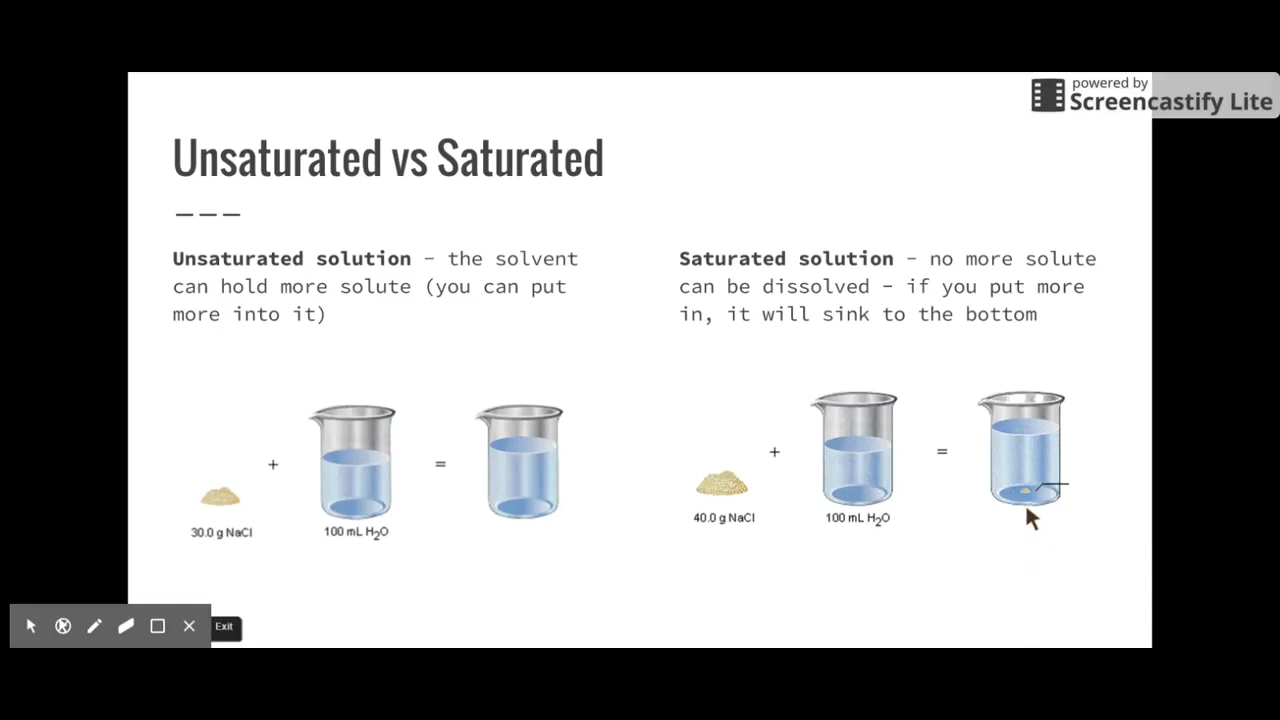 powered by
Screencastify Lite
Unsaturated vs Saturated
Unsaturated solution - the solvent
can hold more solute (you can put
more into it)
Saturated solution - no more solute
can be dissolved - if you put more
in, it will sink to the bottom
+
=
30.0 g NaCl
100 mL H₂O
+
=
40.0 g NaCl
100 mL H₂O
Exit